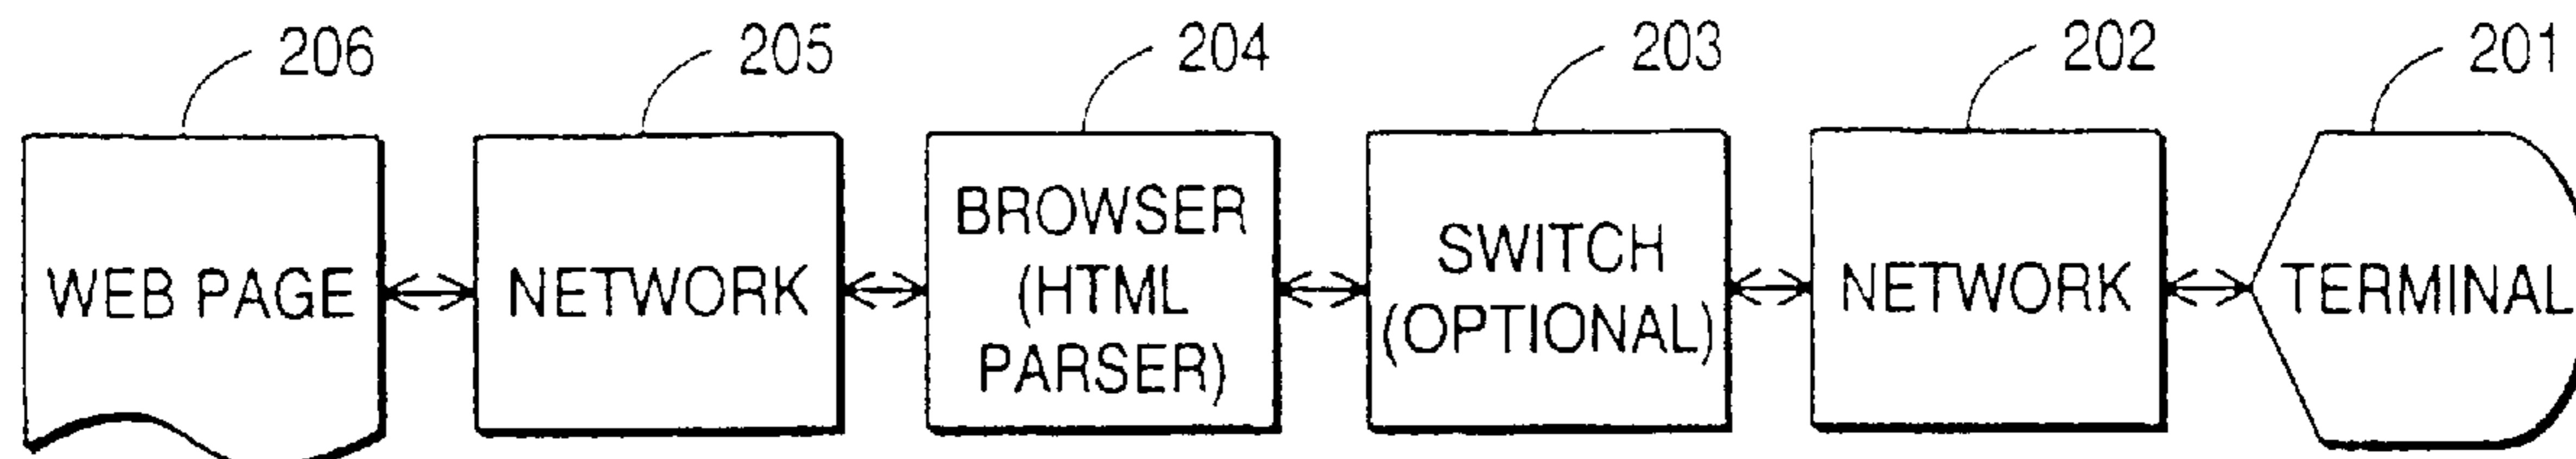 206
205
204
203
202
201
WEB PAGE
NETWORK
BROWSER
(HTML
PARSER)
SWITCH
(OPTIONAL)
NETWORK
TERMINAL